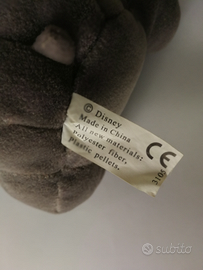 © Disney
Made in China
All new materials:
Polyester fiber,
plastic pellets.
CE
subito